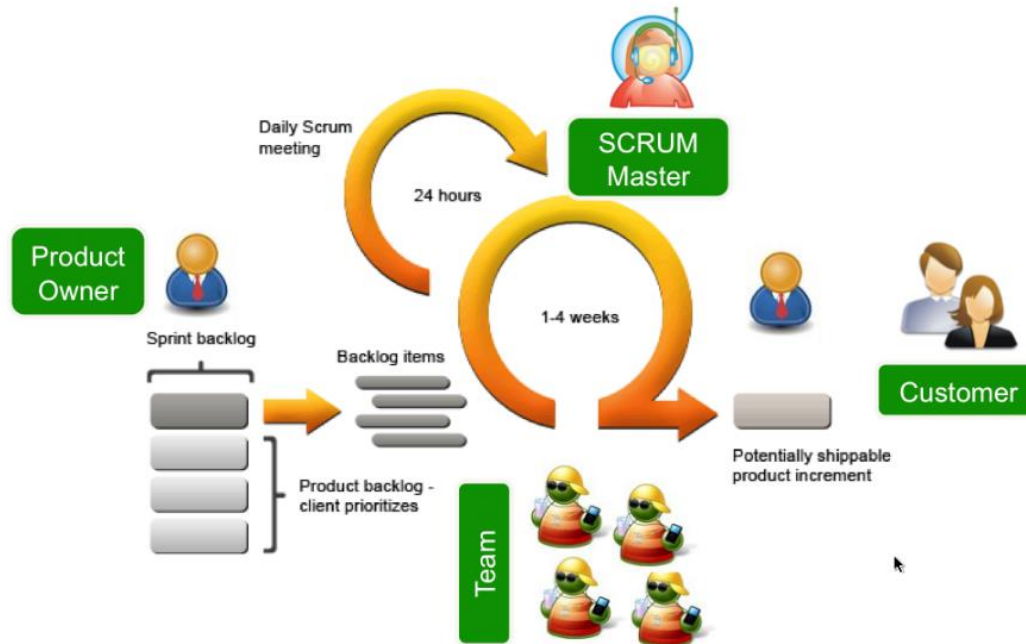 Daily Scrum
meeting
SCRUM
Master
24 hours
Product
Owner
1-4 weeks
Sprint backlog
Backlog items
Customer
Product backlog -
client prioritizes
Potentially shippable
product increment
Team